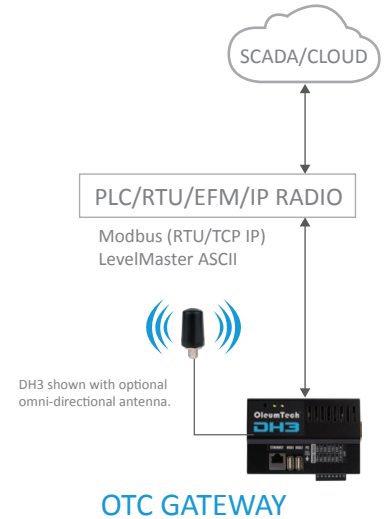 SCADA/CLOUD
PLC/RTU/EFM/IP RADIO
Modbus (RTU/TCP IP)
LevelMaster ASCII
DH3 shown with optional
omni-directional antenna.
OleumTech
DH3
ETHERNET
OTC GATEWAY